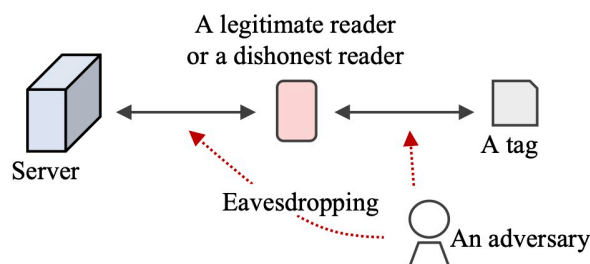 A legitimate reader
or a dishonest reader
Server
A tag
Eavesdropping
An adversary